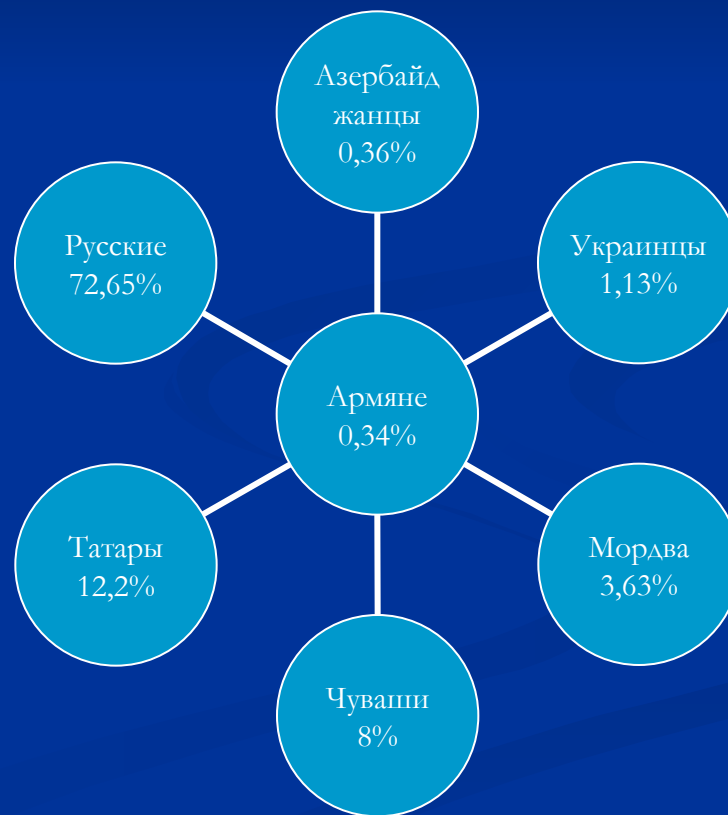 Азербайд
жанцы
0,36%
Русские
72,65%
Украинцы
1,13%
Армяне
0,34%
Татары
12,2%
Мордва
3,63%
Чуваши
8%